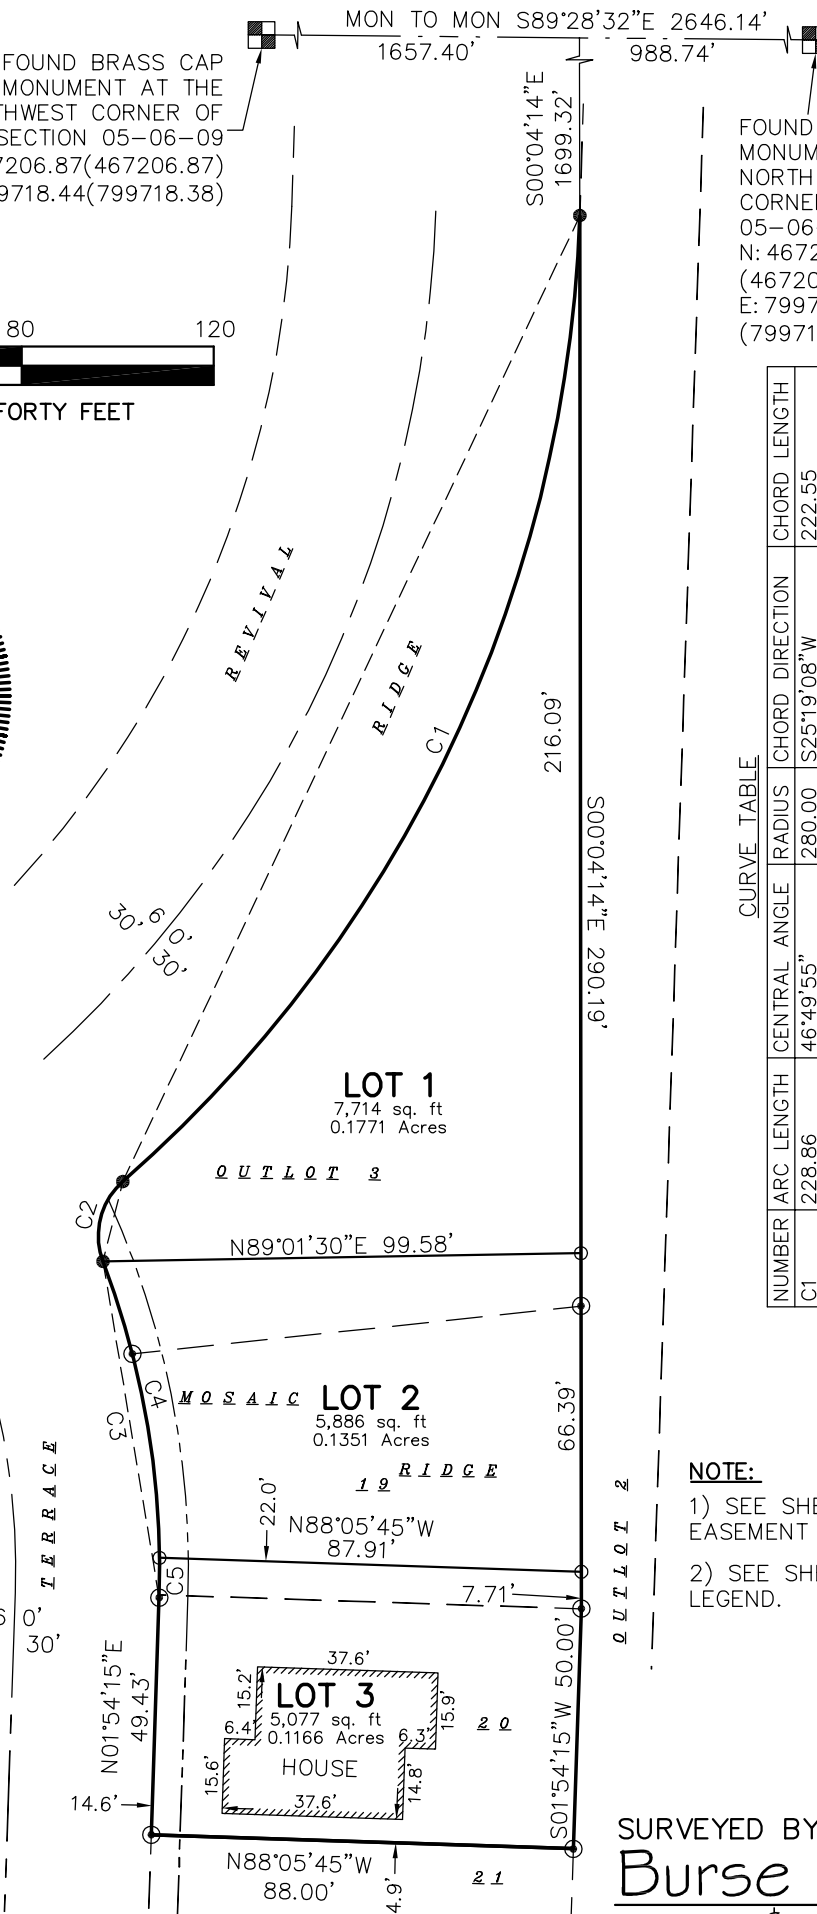 MON TO MON S89°28'32"E 2646.14'
1657.40'
988.74'
FOUND BRASS CAP
MONUMENT AT THE
THWEST CORNER OF
SECTION 05-06-09
7206.87(467206.87)
9718.44(799718.38)
S00°04'14"E
1699.32'
FOUND
MONUM
NORTH
CORNE
05-06
N: 4672
(46720
E: 7997
(79971
80
120
FORTY FEET
REVIVAL
RIDGE
C1
216.09'
S00°04'14"E 290.19'
30'
60'
30'
CURVE TABLE
NUMBER ARC LENGTH CENTRAL ANGLE RADIUS CHORD DIRECTION CHORD LENGTH
C1 228.86 46°49'55" 280.00 S25°19'08"W 222.55
LOT 1
7,714 sq. ft
0.1771 Acres
OUTLOT 3
C2
N89°01'30"E 99.58'
C4
C3
MOSAIC
LOT 2
5,886 sq. ft
0.1351 Acres
RIDGE
19
66.39'
TERRACE
22.0'
N88°05'45"W
87.91'
C5
7.71'
OUTLOT 2
NOTE:
1) SEE SHE
EASEMENT
2) SEE SHE
LEGEND.
0'
30'
N01°54'15"E
49.43'
37.6'
15.2'
LOT 3
5,077 sq. ft
0.1166 Acres
HOUSE
15.9'
6.4'
6.3'
15.6'
14.8'
37.6'
20
S01°54'15"W 50.00'
14.6'
N88°05'45"W
88.00'
4.9'
21
SURVEYED BY
Burse